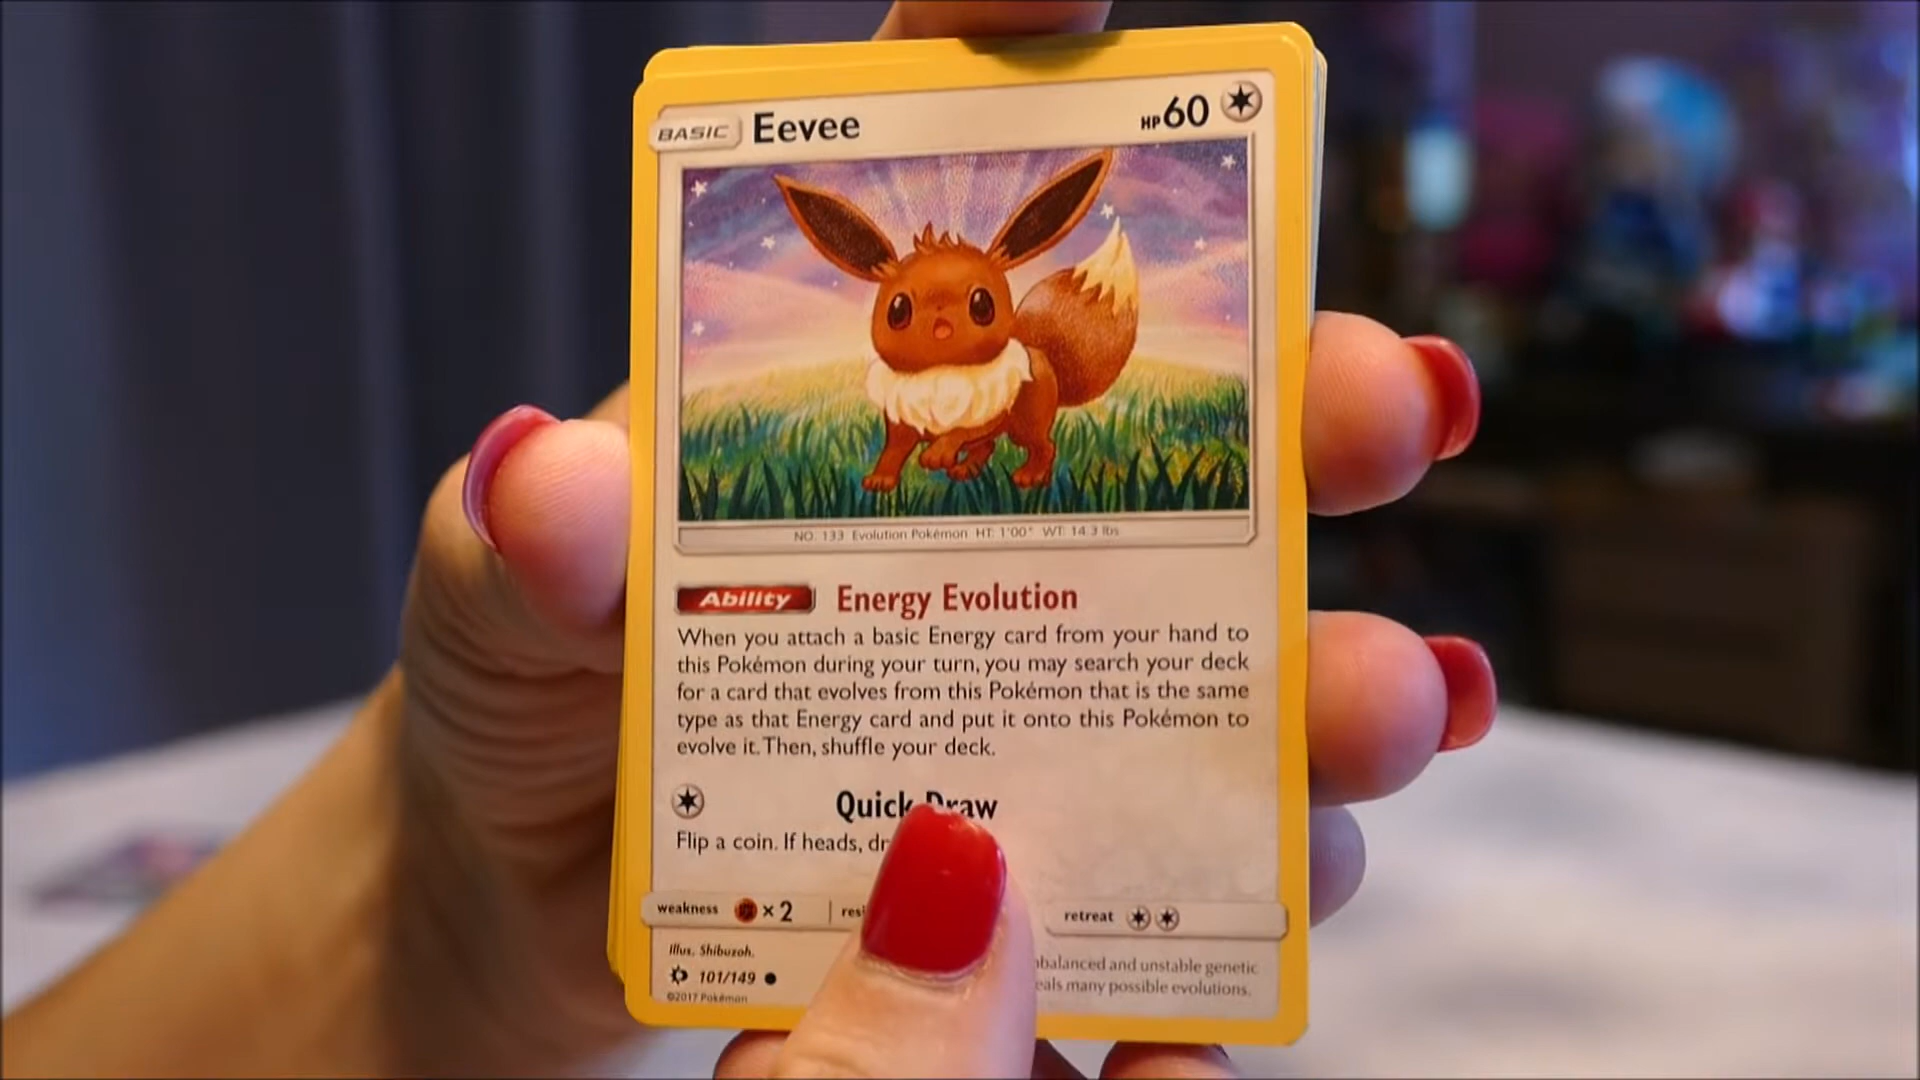 BASIC Eevee HP60
NO. 133 Evolution Pokémon HT: 1'00" WT: 14.3 lbs
Ability Energy Evolution
When you attach a basic Energy card from your hand to
this Pokémon during your turn, you may search your deck
for a card that evolves from this Pokémon that is the same
type as that Energy card and put it onto this Pokémon to
evolve it. Then, shuffle your deck.
Quick Draw
Flip a coin. If heads, dr
weakness ×2 resi retreat
Illus. Shibuzoh.
101/149
©2017 Pokémon
balanced and unstable genetic
eals many possible evolutions.